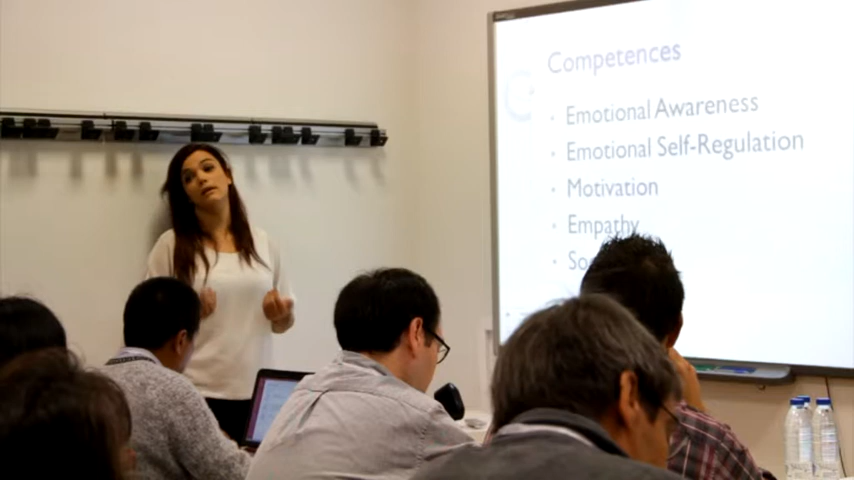 Competences
Emotional Awareness
Emotional Self-Regulation
Motivation
Empathy